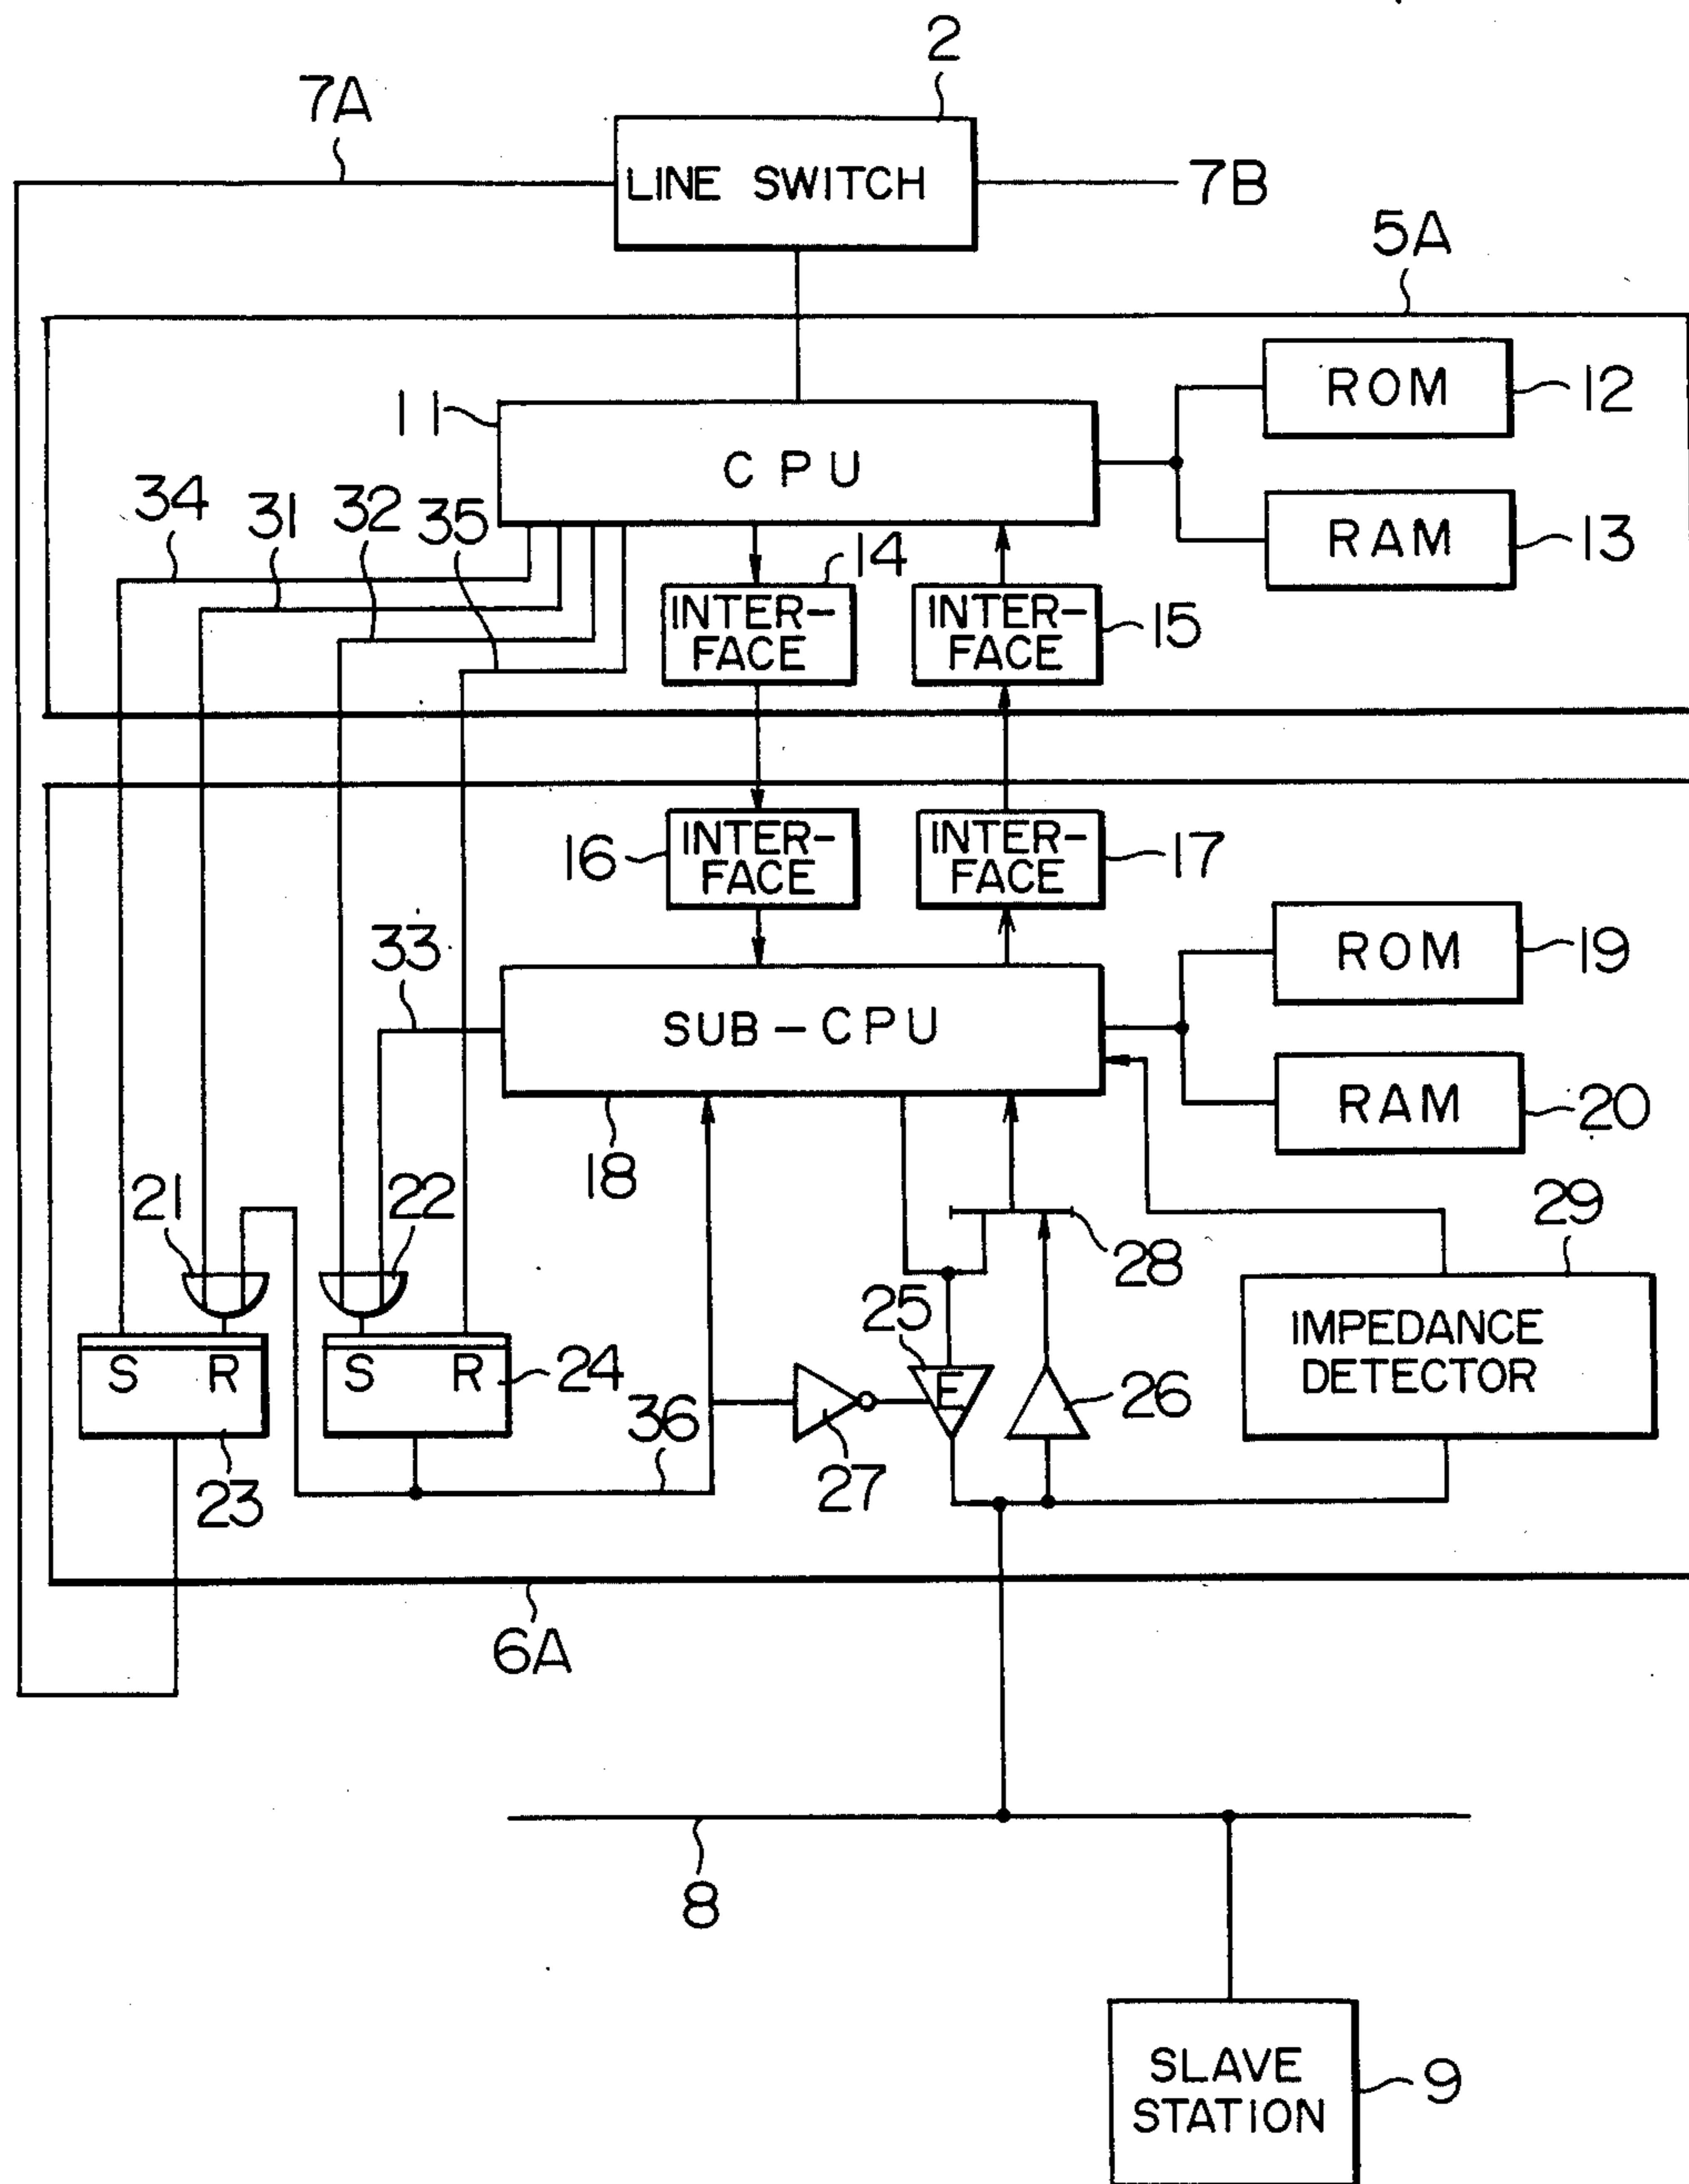 2
7A
LINE SWITCH
7B
5A
ROM
12
11
CPU
34
31
32
35
RAM
13
14
INTER-
FACE
INTER-
FACE
15
16
INTER-
FACE
INTER-
FACE
17
33
ROM
19
SUB-CPU
RAM
20
18
21
22
29
28
25
IMPEDANCE
DETECTOR
S R
S R
24
E
26
36
23
27
6A
8
SLAVE
STATION
9